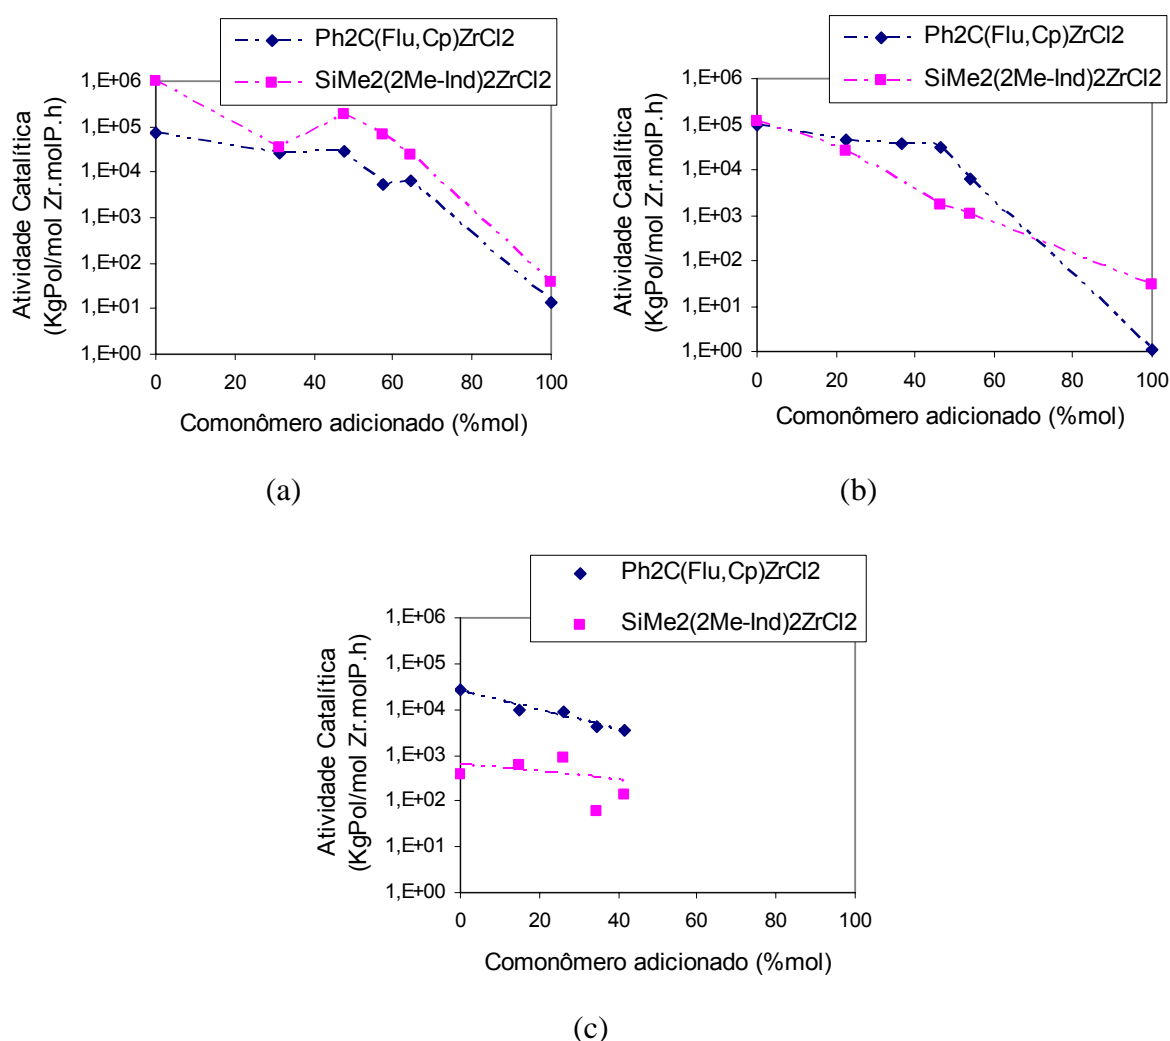 Ph2C(Flu,Cp)ZrCl2
SiMe2(2Me-Ind)2ZrCl2
Atividade Catalítica
(KgPol/mol Zr.molP.h)
1,E+06
1,E+05
1,E+04
1,E+03
1,E+02
1,E+01
1,E+00
0 20 40 60 80 100
Comonômero adicionado (%mol)
(a)
Ph2C(Flu,Cp)ZrCl2
SiMe2(2Me-Ind)2ZrCl2
Atividade Catalítica
(KgPol/mol Zr.molP.h)
1,E+06
1,E+05
1,E+04
1,E+03
1,E+02
1,E+01
1,E+00
0 20 40 60 80 100
Comonômero adicionado (%mol)
(b)
Ph2C(Flu,Cp)ZrCl2
SiMe2(2Me-Ind)2ZrCl2
Atividade Catalítica
(KgPol/mol Zr.molP.h)
1,E+06
1,E+05
1,E+04
1,E+03
1,E+02
1,E+01
1,E+00
0 20 40 60 80 100
Comonômero adicionado (%mol)
(c)